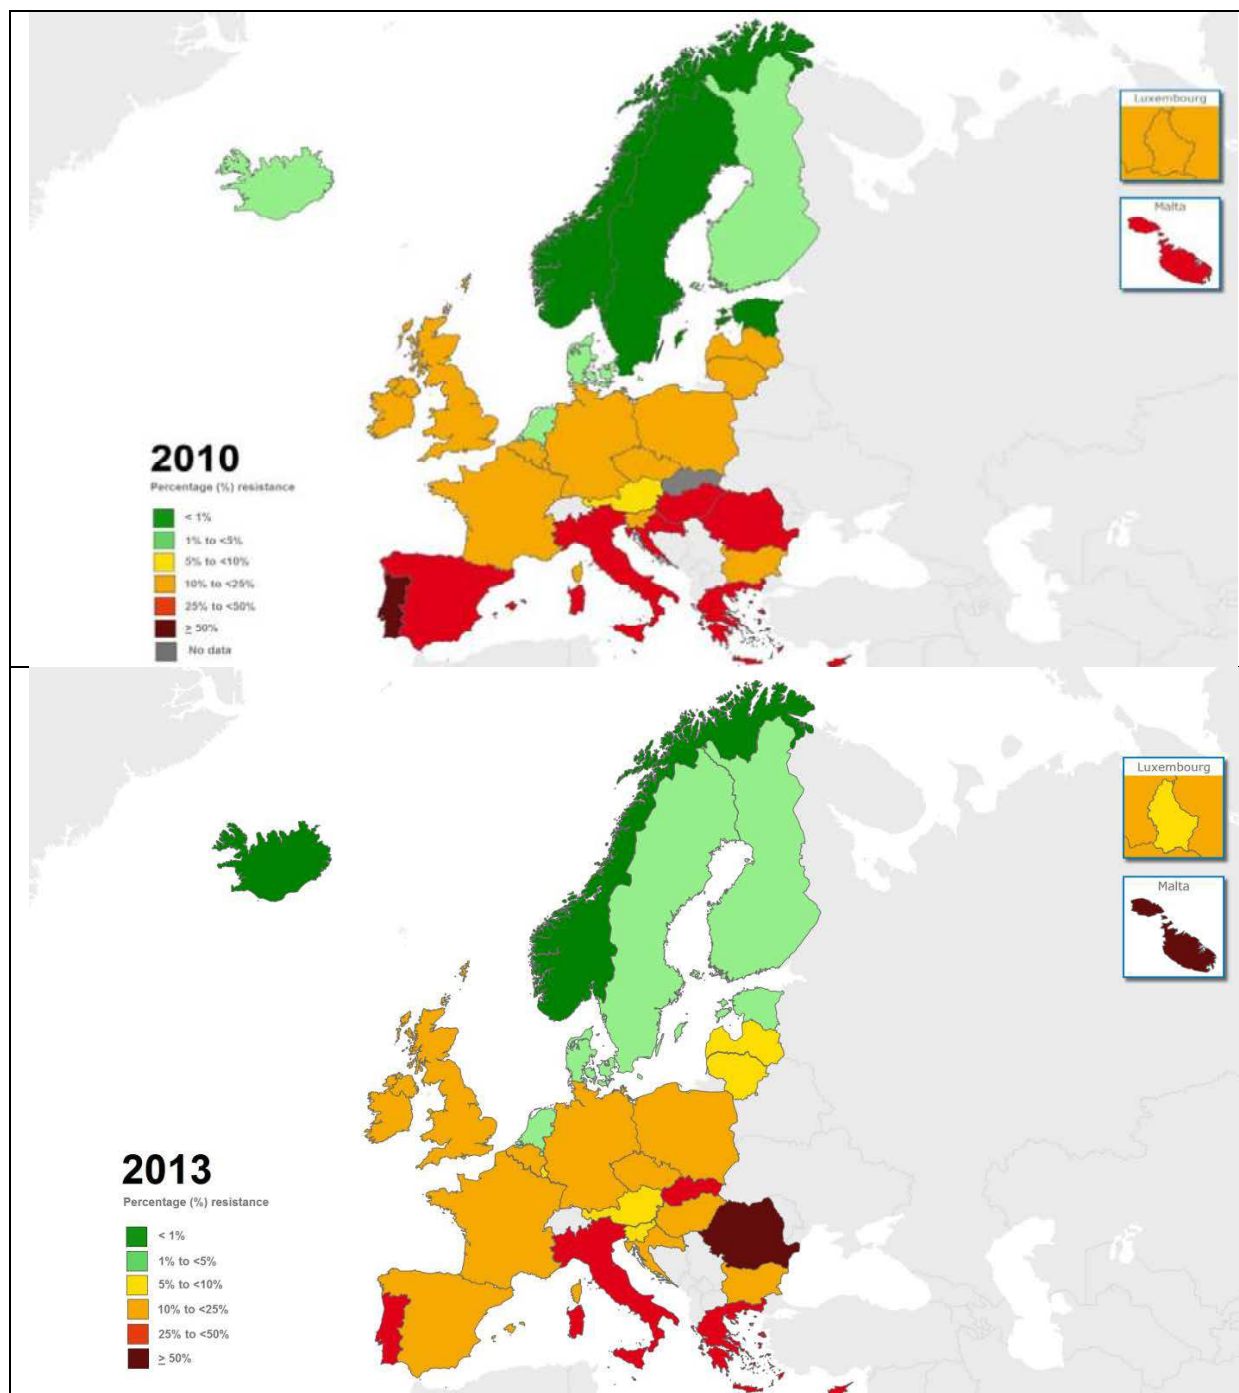 Luxembourg
Malta
2010
Percentage (%) resistance
< 1%
1% to <5%
5% to <10%
10% to <25%
25% to <50%
≥ 50%
No data
Luxembourg
Malta
2013
Percentage (%) resistance
< 1%
1% to <5%
5% to <10%
10% to <25%
25% to <50%
≥ 50%